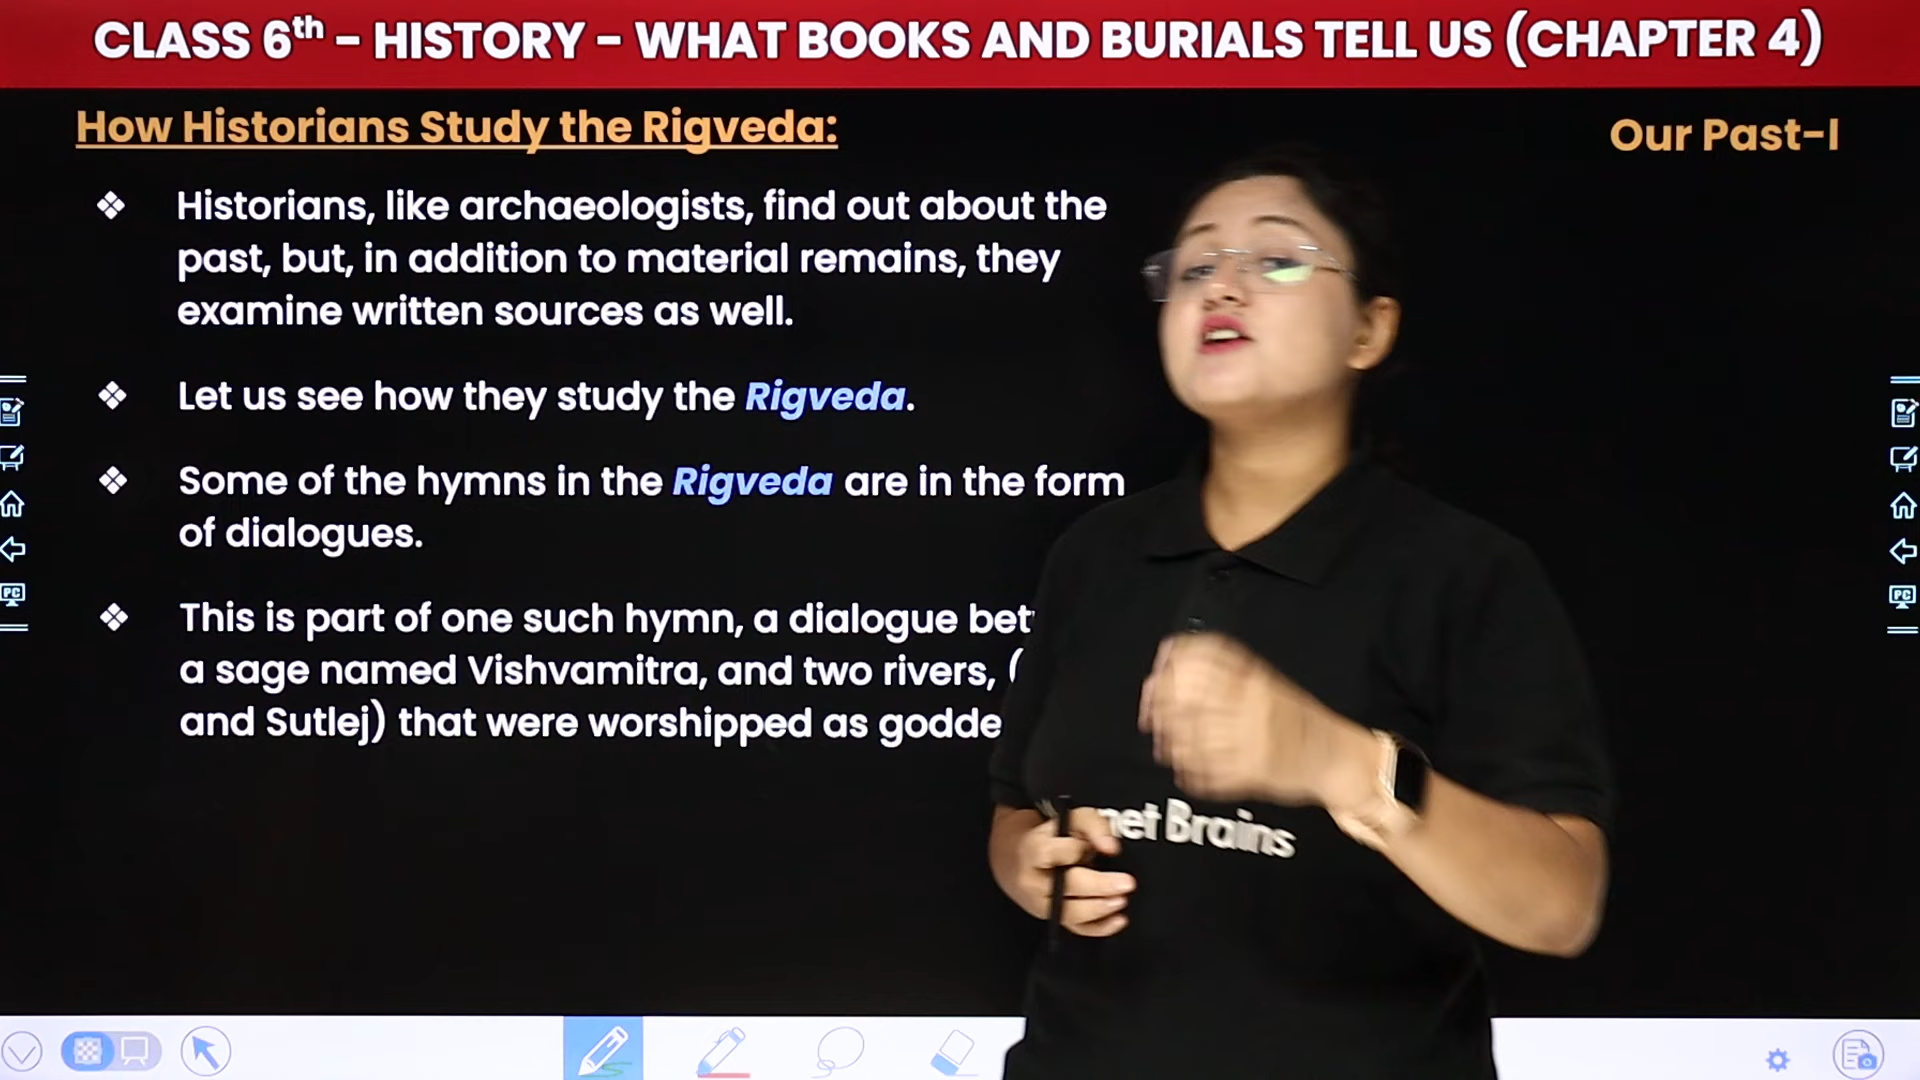 CLASS 6th - HISTORY - WHAT BOOKS AND BURIALS TELL US (CHAPTER 4)
How Historians Study the Rigveda:
Our Past-I
❖ Historians, like archaeologists, find out about the
past, but, in addition to material remains, they
examine written sources as well.
❖ Let us see how they study the Rigveda.
❖ Some of the hymns in the Rigveda are in the form
of dialogues.
❖ This is part of one such hymn, a dialogue
a sage named Vishvamitra, and two rivers, (
and Sutlej) that were worshipped as
Brains
PC
PC